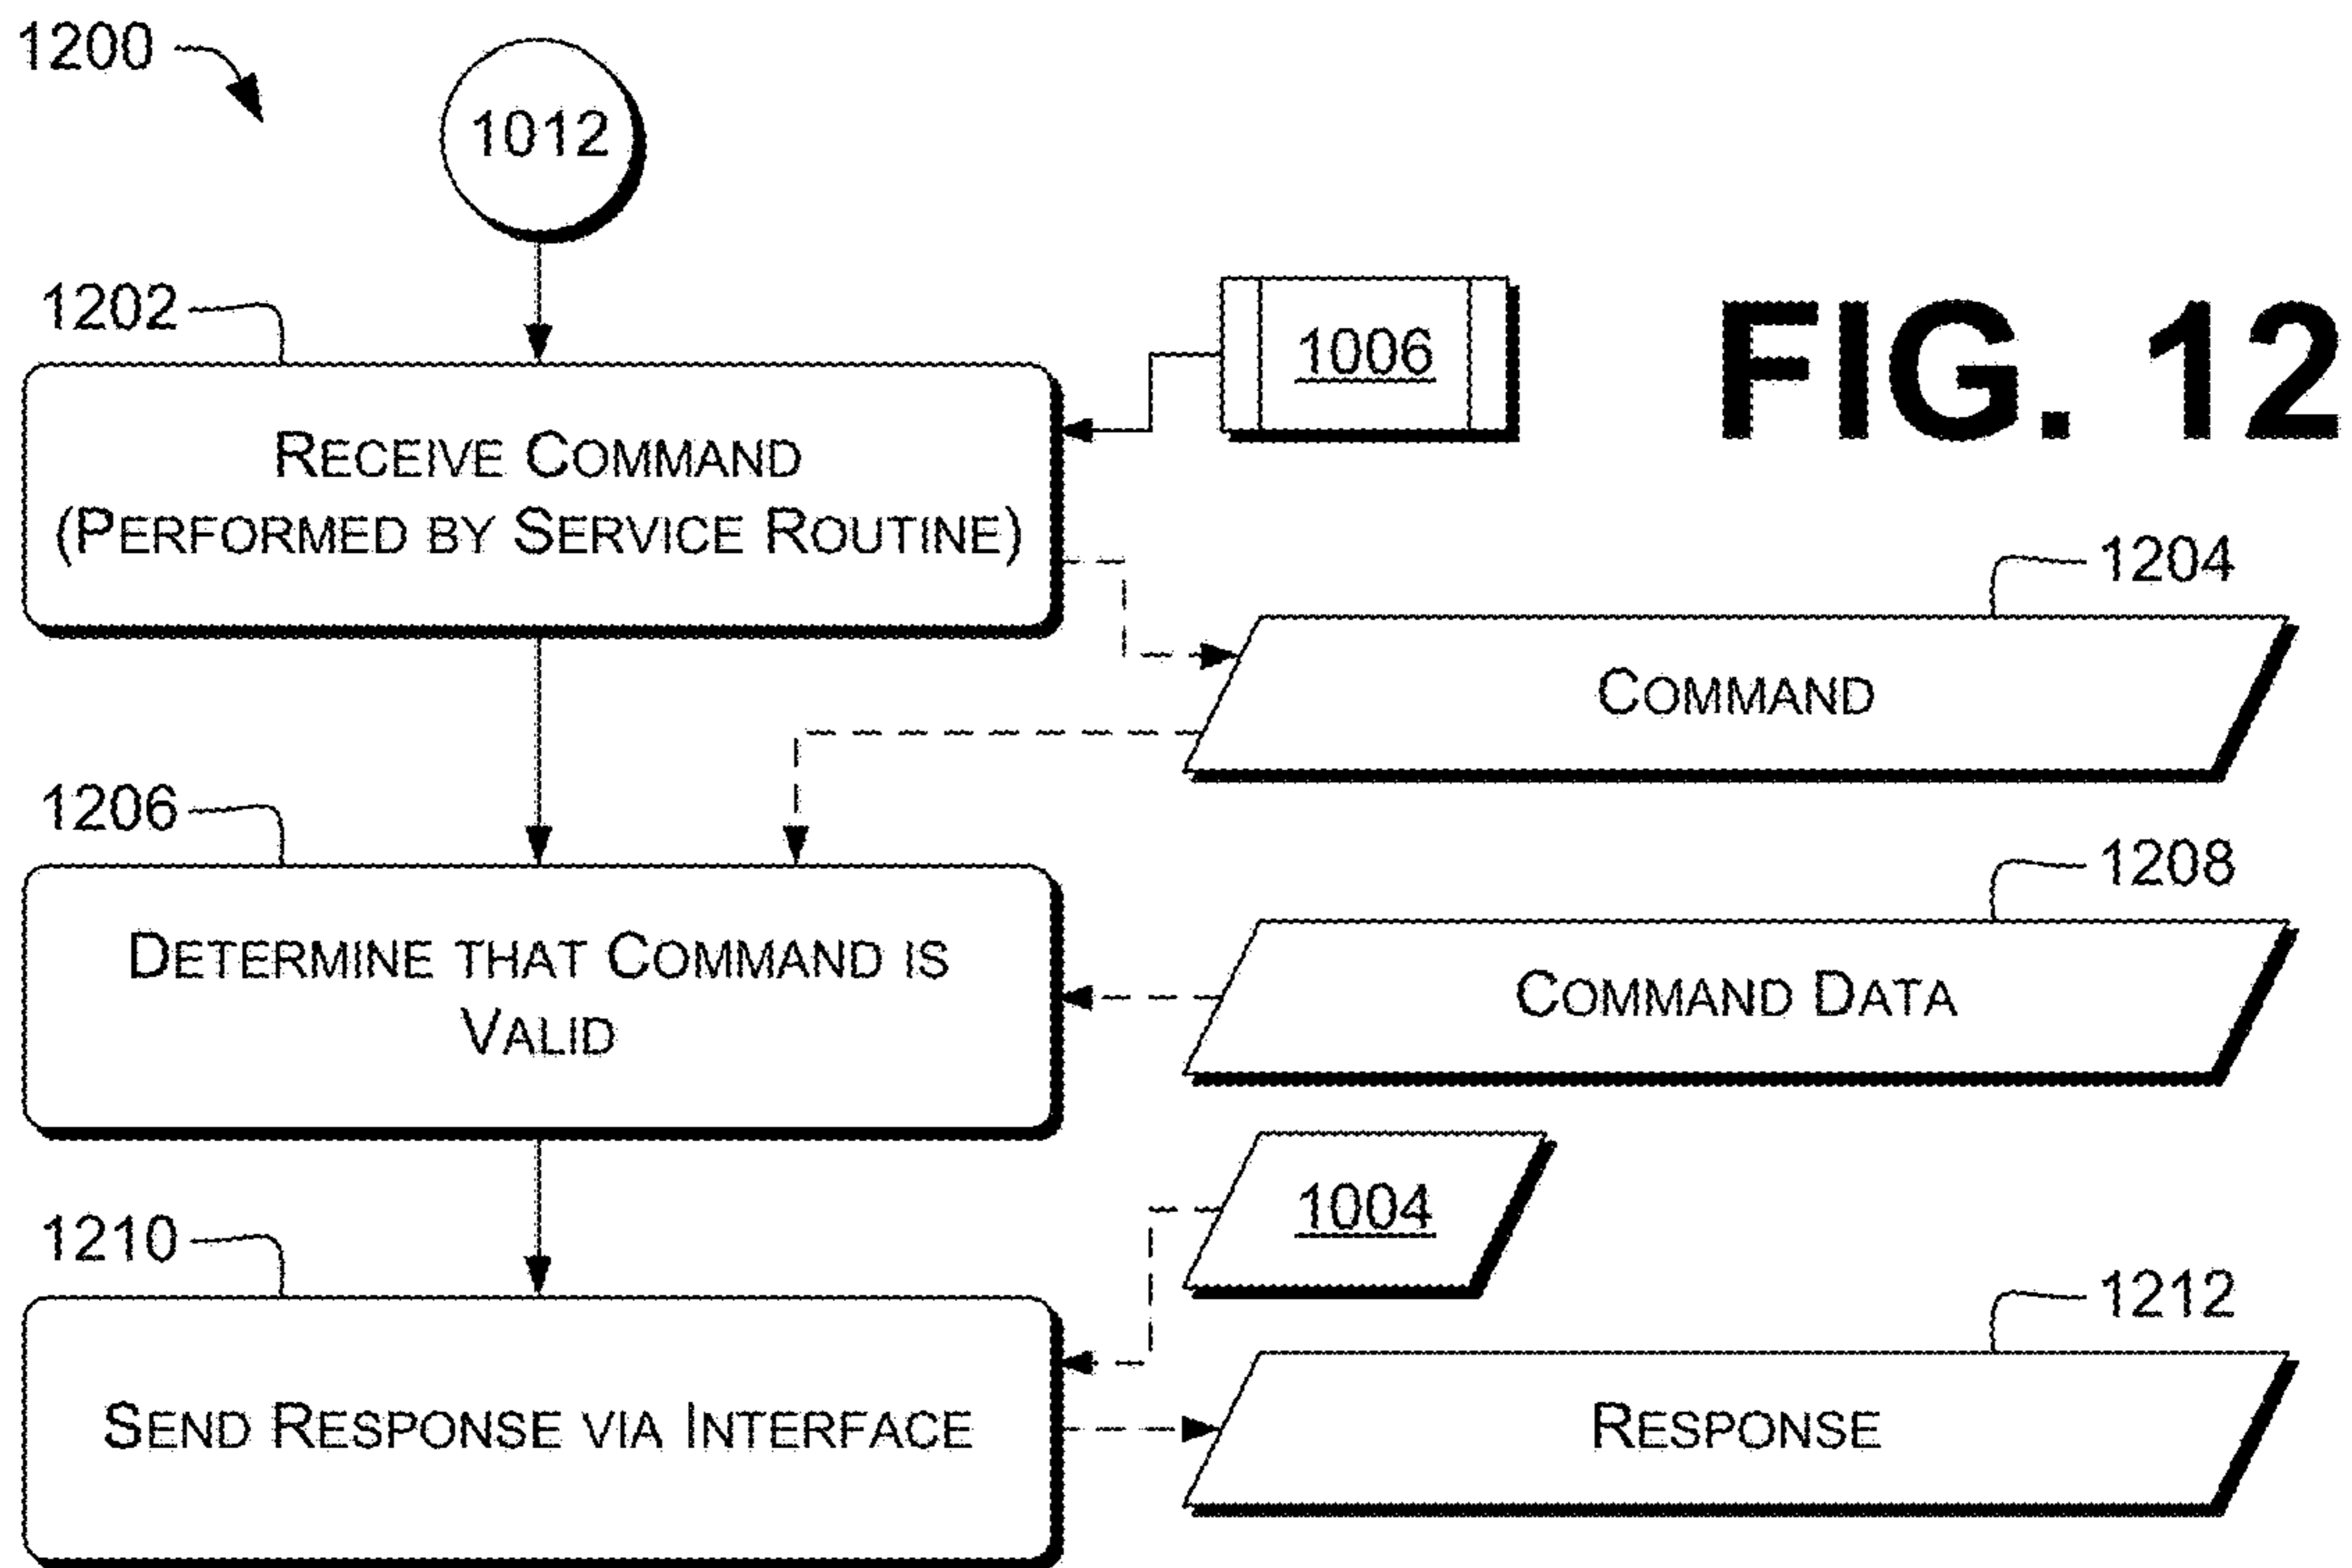 1200
1012
1202
1006
FIG. 12
RECEIVE COMMAND
(PERFORMED BY SERVICE ROUTINE)
1204
COMMAND
1206
1208
DETERMINE THAT COMMAND IS
VALID
COMMAND DATA
1004
1210
1212
SEND RESPONSE VIA INTERFACE
RESPONSE